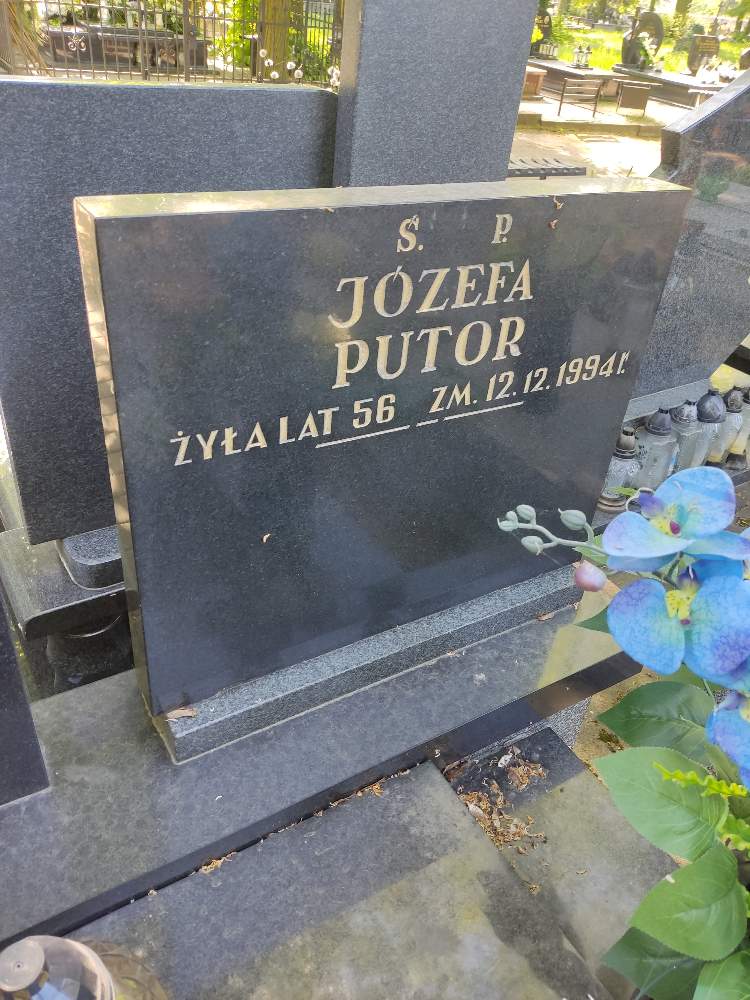 Ś. P.
JÓZEFA
PUTOR
ŻYŁA LAT 56 ZM. 12.12.1994 r.